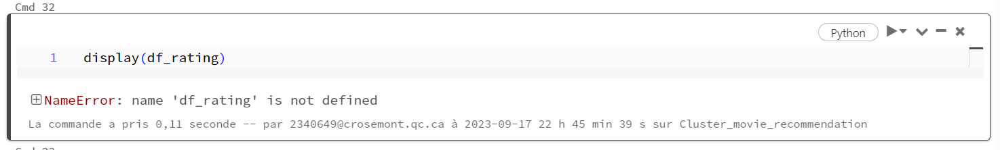 Cmd 32
Python
1 display(df_rating)
NameError: name 'df_rating' is not defined
La commande a pris 0,11 seconde -- par 2340649@crosemont.qc.ca à 2023-09-17 22 h 45 min 39 s sur Cluster_movie_recommendation